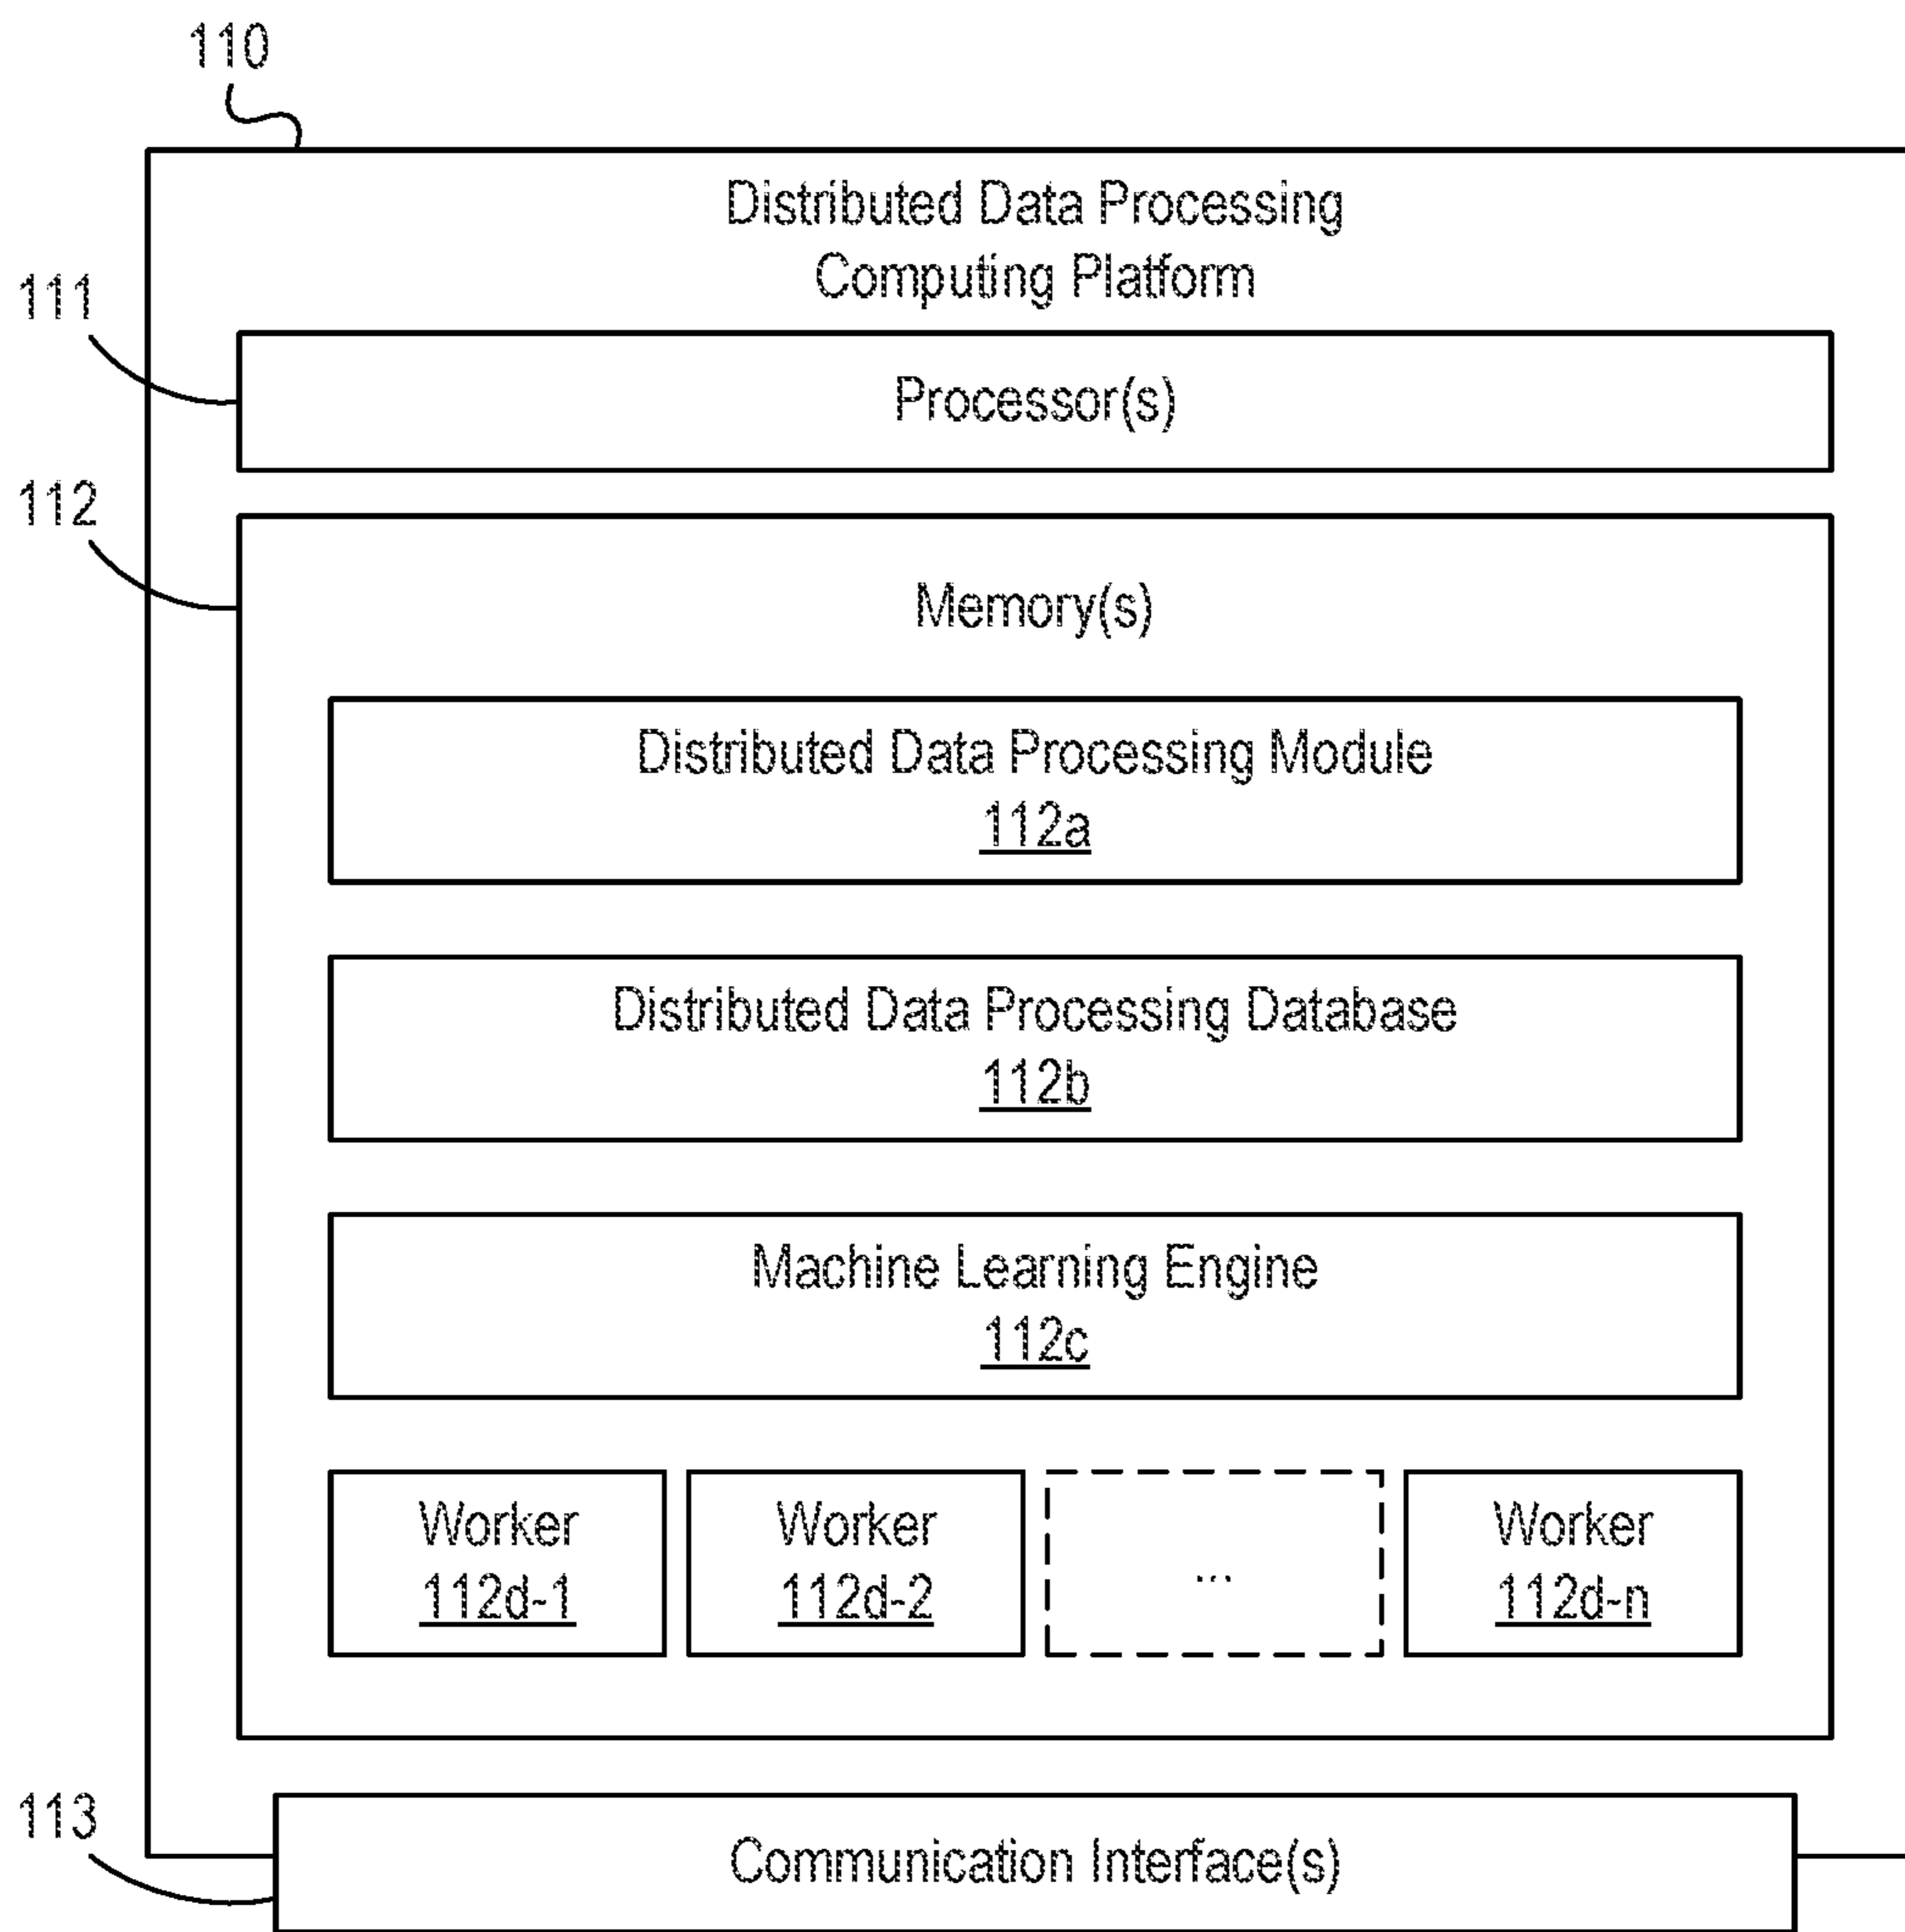 110
Distributed Data Processing
Computing Platform
111
Processor(s)
112
Memory(s)
Distributed Data Processing Module
112a
Distributed Data Processing Database
112b
Machine Learning Engine
112c
Worker
112d-1
Worker
112d-2
...
Worker
112d-n
113
Communication Interface(s)